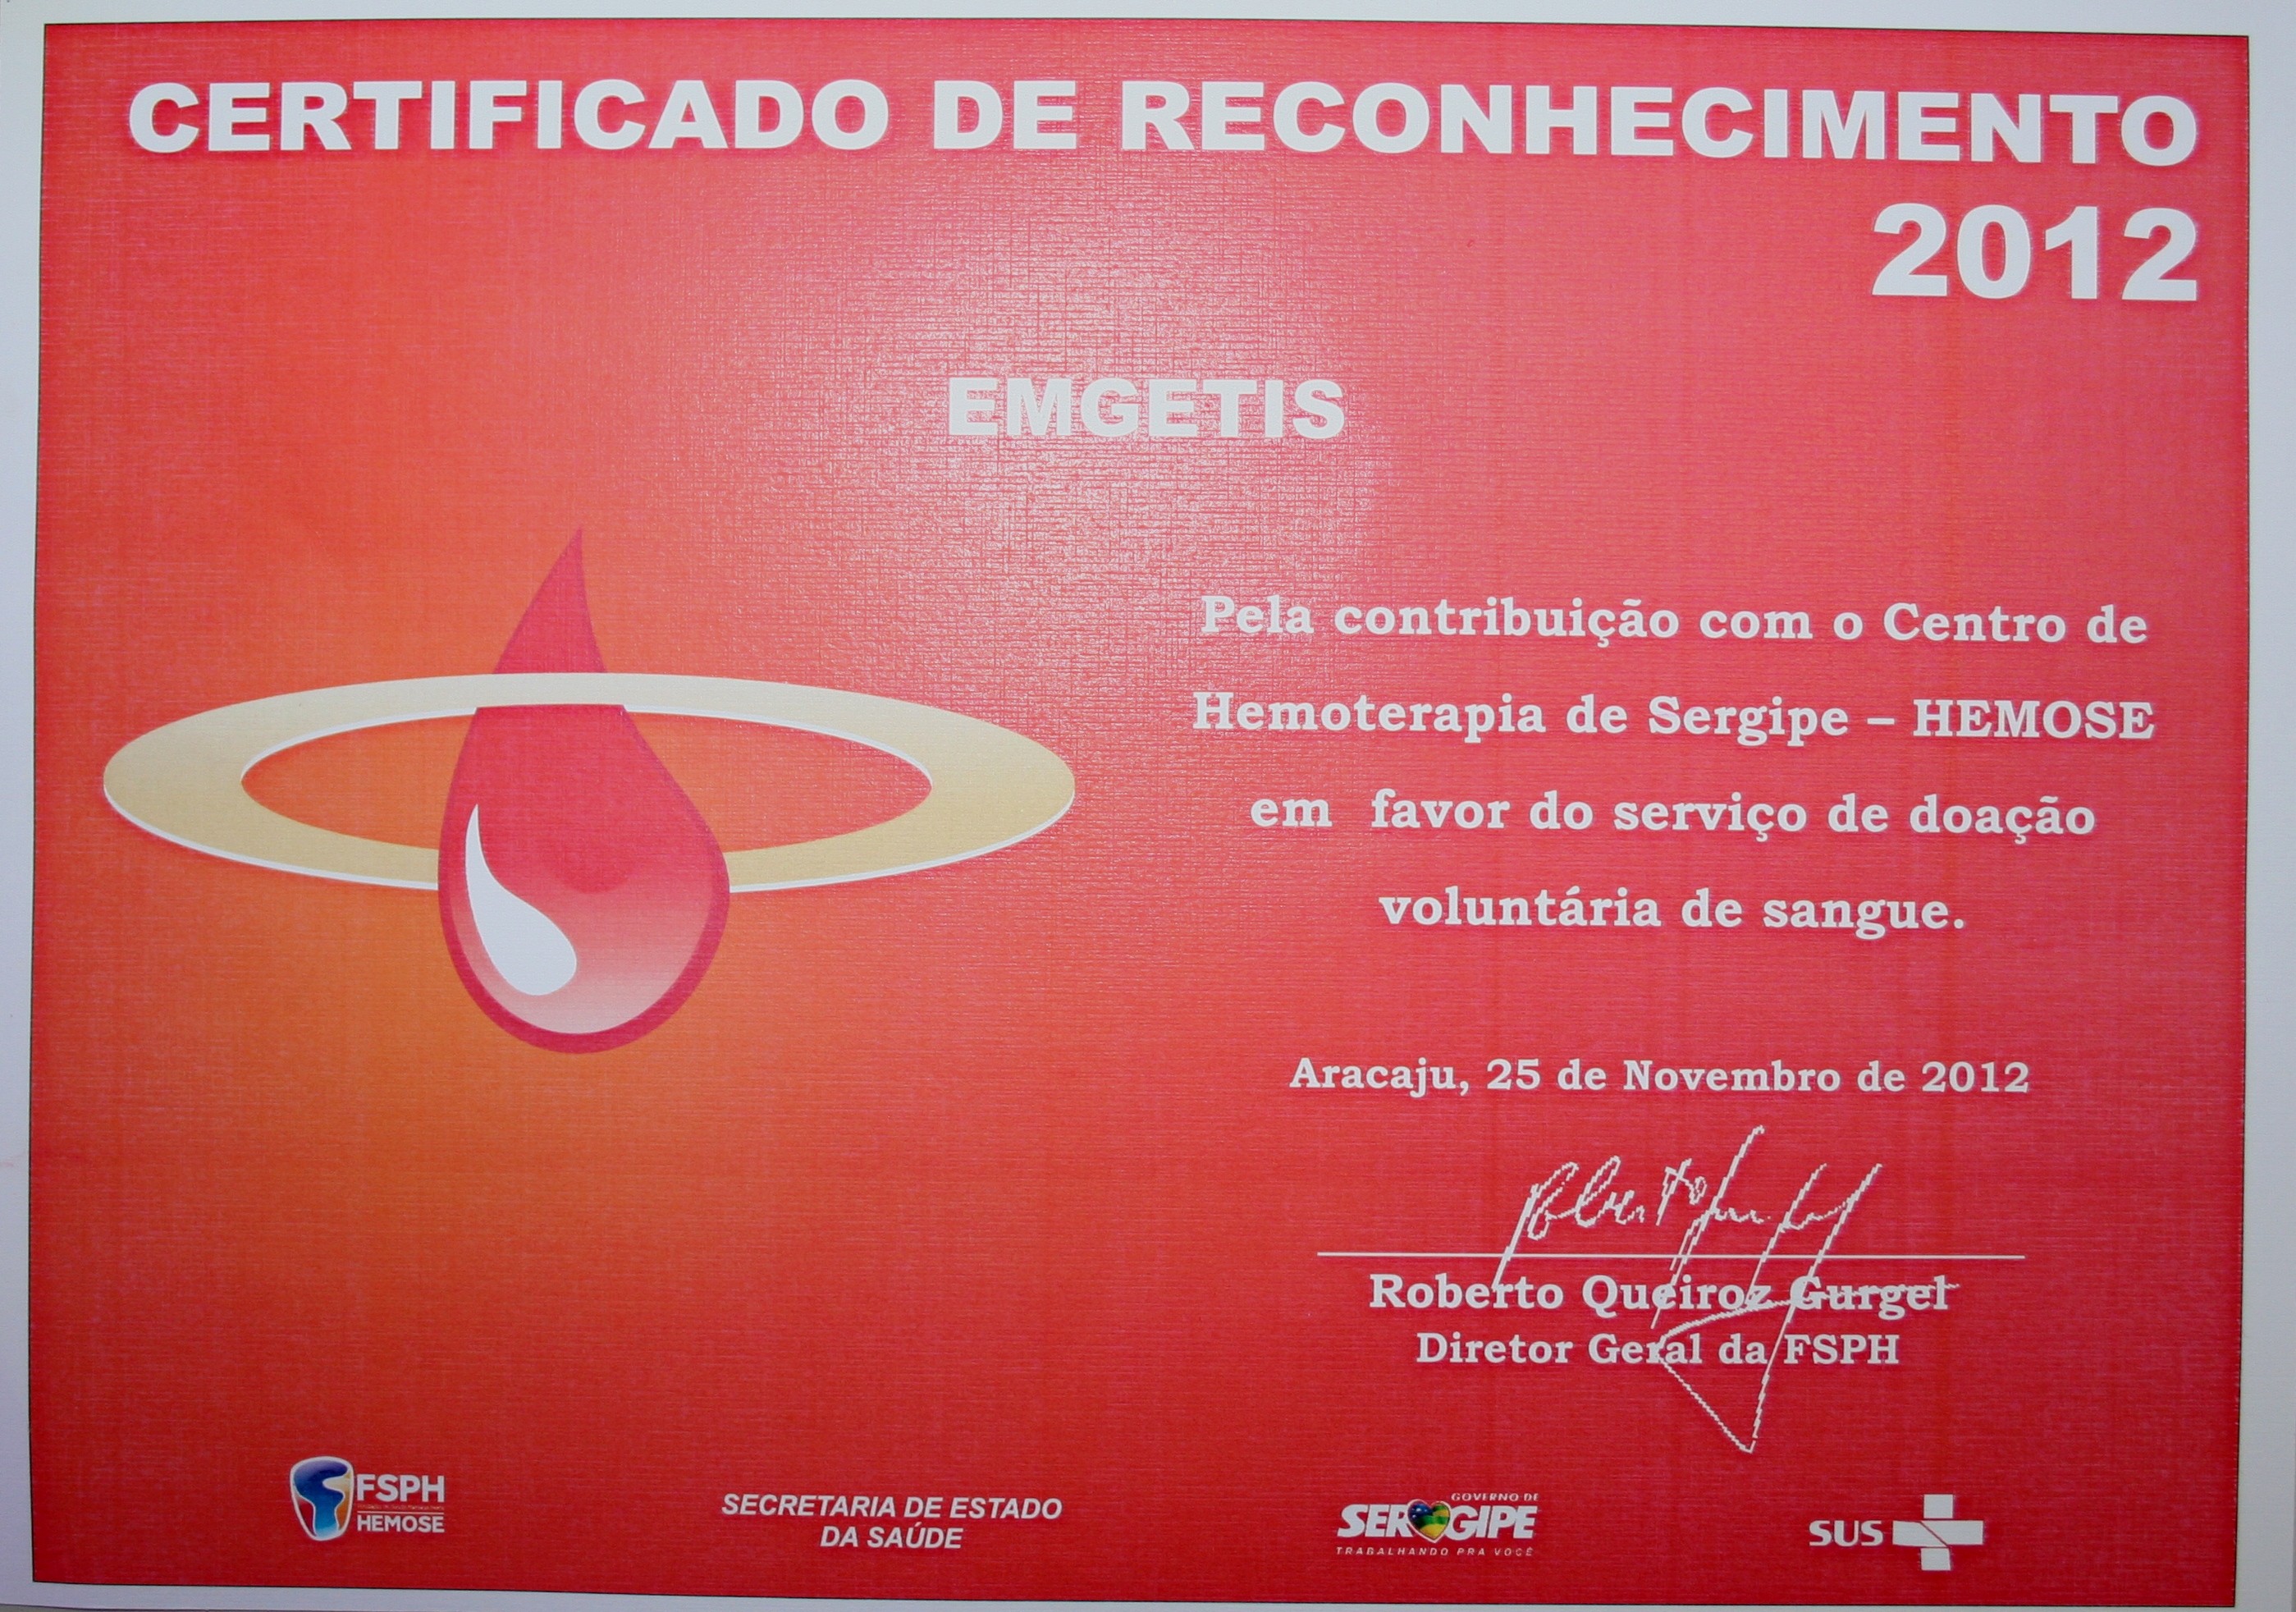 CERTIFICADO DE RECONHECIMENTO
2012
EMGETIS
Pela contribuição com o Centro de
Hemoterapia de Sergipe – HEMOSE
em favor do serviço de doação
voluntária de sangue.
Aracaju, 25 de Novembro de 2012
Roberto Queiroz Gurgel
Diretor Geral da FSPH
FSPH
HEMOSE
SECRETARIA DE ESTADO
DA SAÚDE
GOVERNO DE
SERGIPE
TRABALHANDO PRA VOCÊ
SUS